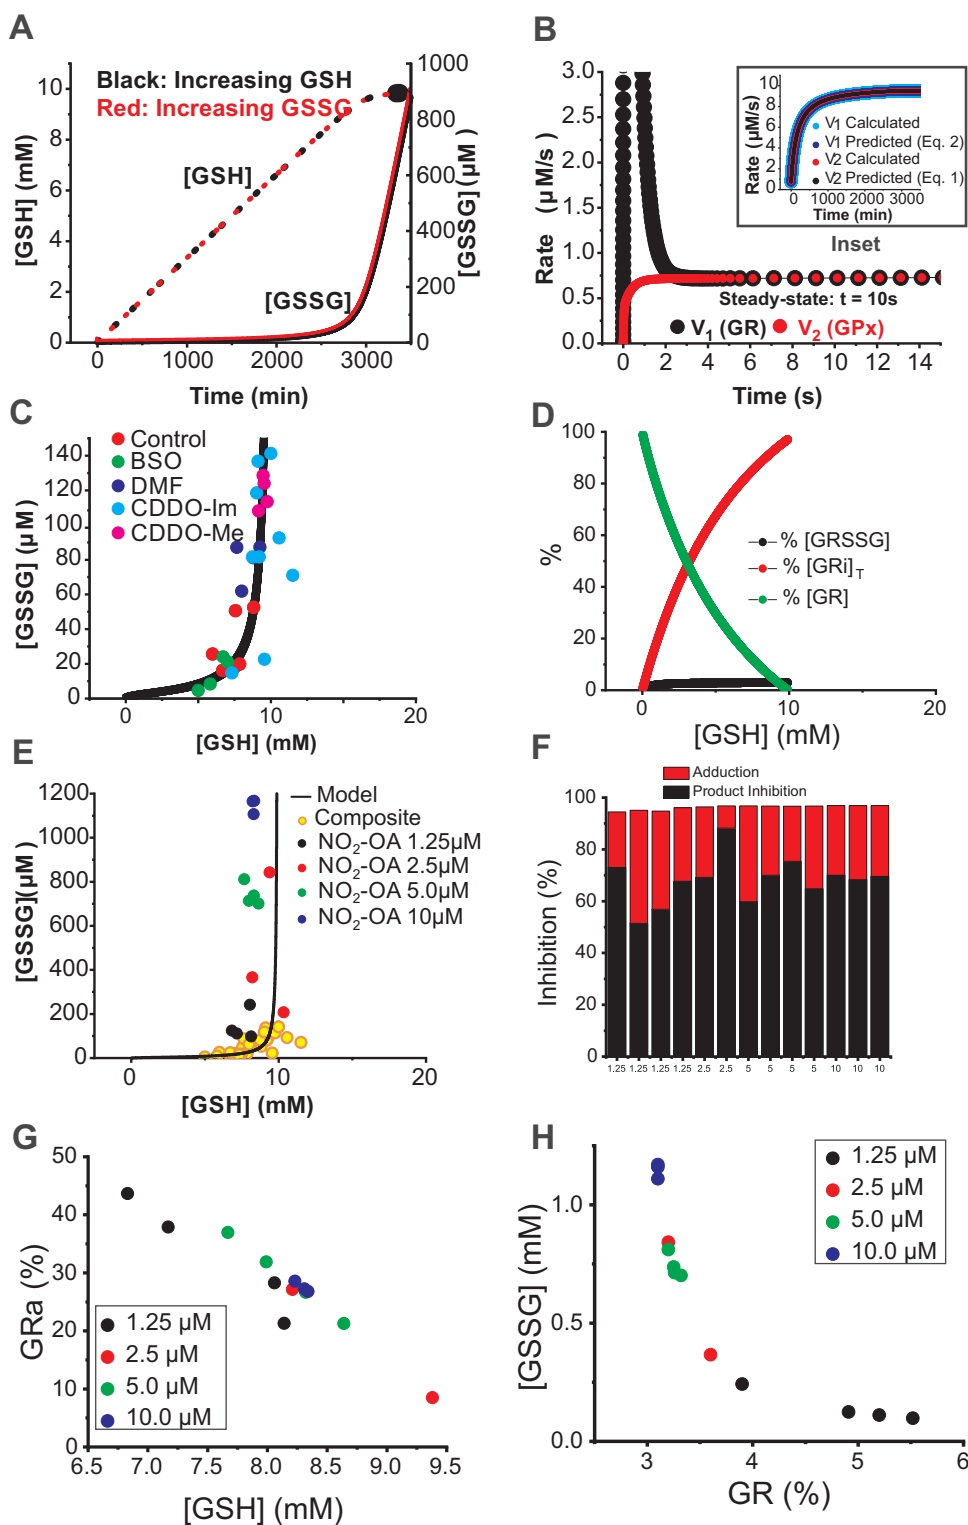 A
Black: Increasing GSH
Red: Increasing GSSG
[GSH]
[GSSG]
10
8
6
4
2
0
[GSH] (mM)
1000
800
600
400
200
0
[GSSG](µM)
0 1000 2000 3000
Time (min)
B
3.0
2.5
2.0
1.5
1.0
0.5
0.0
Rate (µM/s)
10
8
6
4
2
0
Rate (µM/s)
V1 Calculated
V1 Predicted (Eq. 2)
V2 Calculated
V2 Predicted (Eq. 1)
0 1000 2000 3000
Time (min)
Inset
Steady-state: t = 10s
V1 (GR) V2 (GPx)
0 2 4 6 8 10 12 14
Time (s)
C
Control
BSO
DMF
CDDO-Im
CDDO-Me
140
120
100
80
60
40
20
0
[GSSG] (µM)
0 10 20
[GSH] (mM)
D
100
80
60
40
20
0
%
% [GRSSG]
% [GRi]T
% [GR]
0 10 20
[GSH] (mM)
E
1200
1000
800
600
400
200
0
[GSSG](µM)
Model
Composite
NO2-OA 1.25µM
NO2-OA 2.5µM
NO2-OA 5.0µM
NO2-OA 10µM
0 10 20
[GSH] (mM)
F
Adduction
Product Inhibition
100
80
60
40
20
0
Inhibition (%)
1.25 1.25 1.25 1.25 2.5 2.5 5 5 5 5 10 10 10
G
50
40
30
20
10
0
GRa (%)
1.25 µM
2.5 µM
5.0 µM
10.0 µM
6.5 7.0 7.5 8.0 8.5 9.0 9.5
[GSH] (mM)
H
1.0
0.5
0.0
[GSSG] (mM)
1.25 µM
2.5 µM
5.0 µM
10.0 µM
3 4 5 6
GR (%)